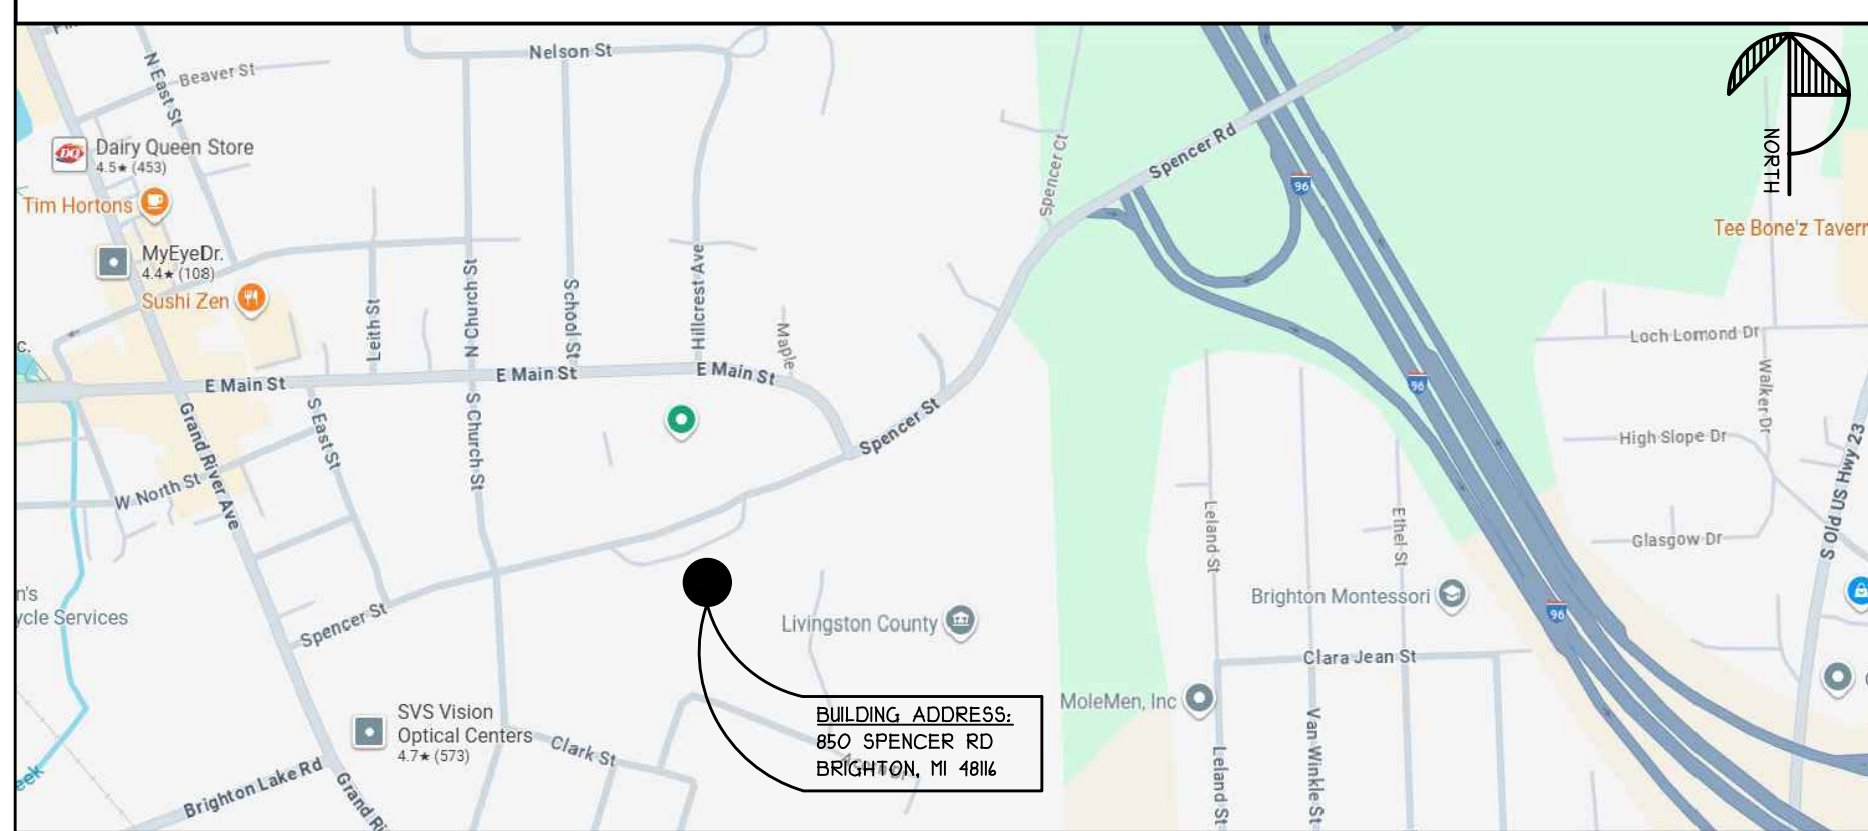 Nelson St
N East St
Beaver St
Dairy Queen Store
4.5★ (453)
Tim Hortons
MyEyeDr.
4.4★ (108)
Sushi Zen
Leith St
N Church St
School St
Hillcrest Ave
Maple
Spencer Ct
Spencer Rd
96
NORTH
Tee Bone'z Tavern
c.
E Main St
E Main St
E Main St
Loch Lomond Dr
Walker Dr
96
High Slope Dr
S Old US Hwy 23
Glasgow Dr
Grand River Ave
S East St
S Church St
Spencer St
W North St
Leland St
Ethel St
n's
ycle Services
Spencer St
Livingston County
Brighton Montessori
96
Clara Jean St
MoleMen, Inc
SVS Vision
Optical Centers
4.7★ (573)
Clark St
BUILDING ADDRESS:
850 SPENCER RD
BRIGHTON, MI 48116
Brighton Lake Rd
Grand Ri
eek
Leland St
Van Winkle St